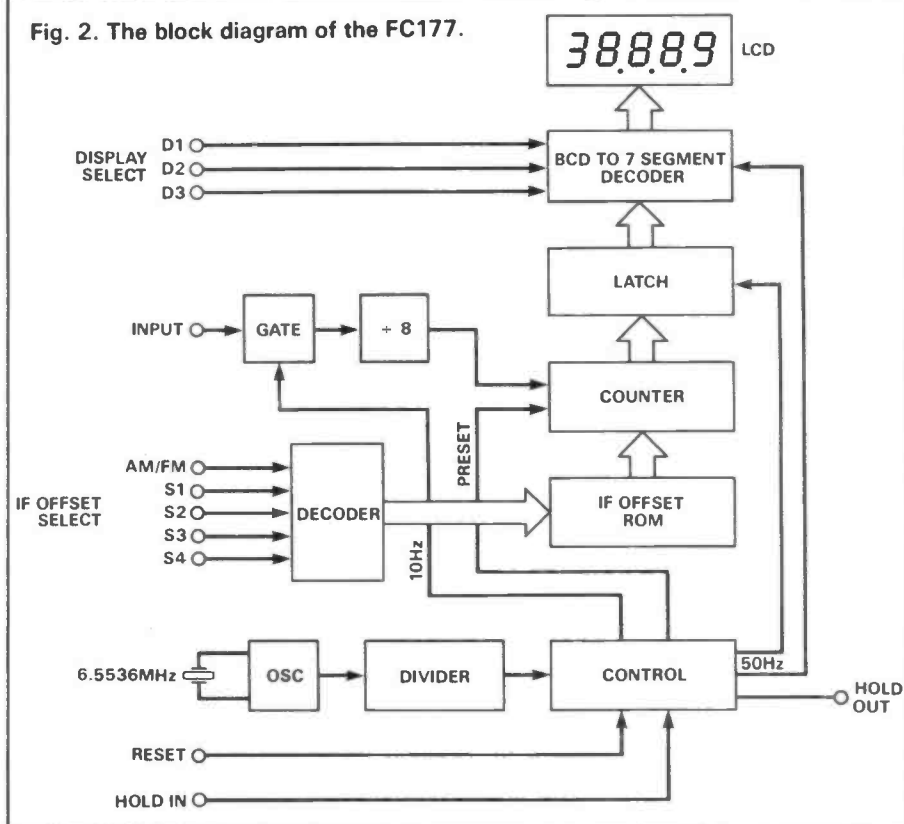 Fig. 2. The block diagram of the FC177.
38.8.8.9
LCD
DISPLAY
SELECT
D1
D2
D3
BCD TO 7 SEGMENT
DECODER
LATCH
INPUT
GATE
÷ 8
COUNTER
PRESET
IF OFFSET
SELECT
AM/FM
S1
S2
S3
S4
DECODER
IF OFFSET
ROM
10Hz
6.5536MHz
OSC
DIVIDER
CONTROL
50Hz
HOLD
OUT
RESET
HOLD IN